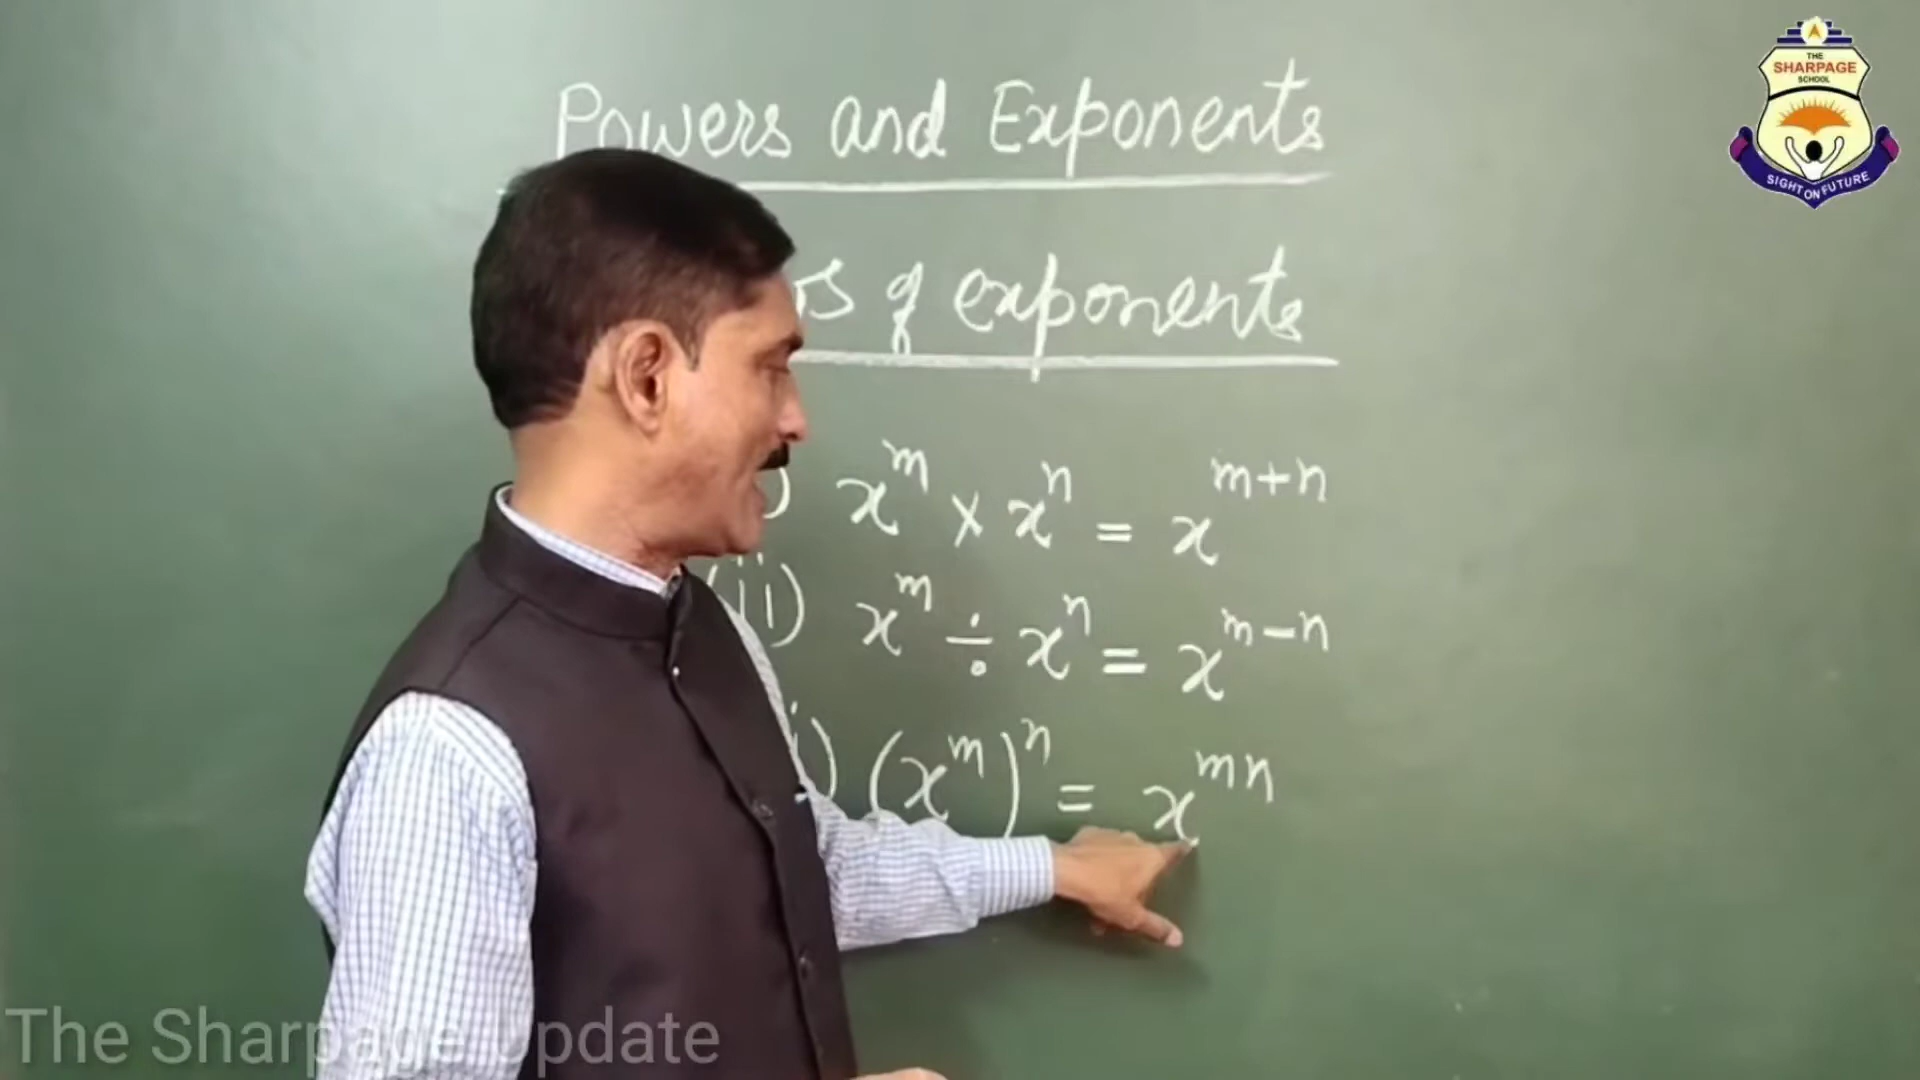 Powers and Exponents
of exponents
x^m × x^n = x^{m+n}
(ii) x^m ÷ x^n = x^{m-n}
(x^m)^n = x^{mn}
THE
SHARPAGE
SCHOOL
SIGHT ON FUTURE
The Sharpage Update